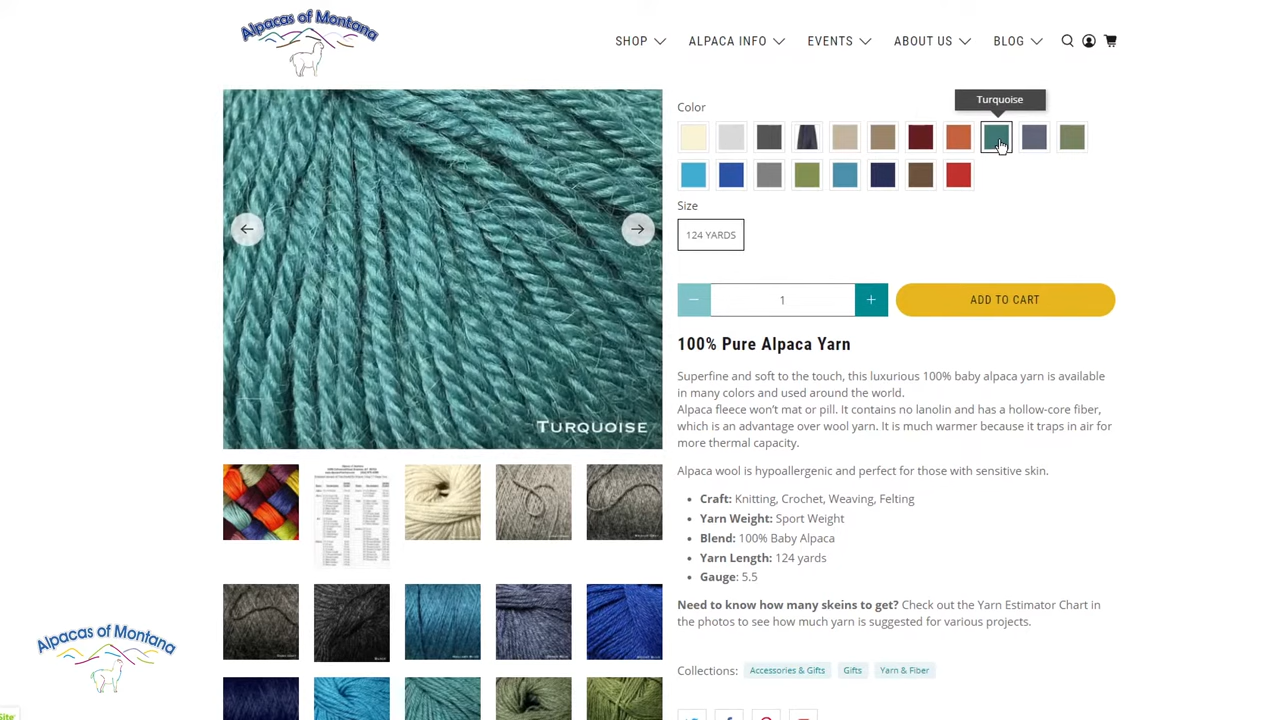 Alpacas of Montana
SHOP
ALPACA INFO
EVENTS
ABOUT US
BLOG
TURQUOISE
Color
Turquoise
Size
124 YARDS
1
ADD TO CART
100% Pure Alpaca Yarn
Superfine and soft to the touch, this luxurious 100% baby alpaca yarn is available
in many colors and used around the world.
Alpaca fleece won't mat or pill. It contains no lanolin and has a hollow-core fiber,
which is an advantage over wool yarn. It is much warmer because it traps in air for
more thermal capacity.
Alpaca wool is hypoallergenic and perfect for those with sensitive skin.
Craft: Knitting, Crochet, Weaving, Felting
Yarn Weight: Sport Weight
Blend: 100% Baby Alpaca
Yarn Length: 124 yards
Gauge: 5.5
Need to know how many skeins to get? Check out the Yarn Estimator Chart in
the photos to see how much yarn is suggested for various projects.
Collections: Accessories & Gifts Gifts Yarn & Fiber
Alpacas of Montana
Site